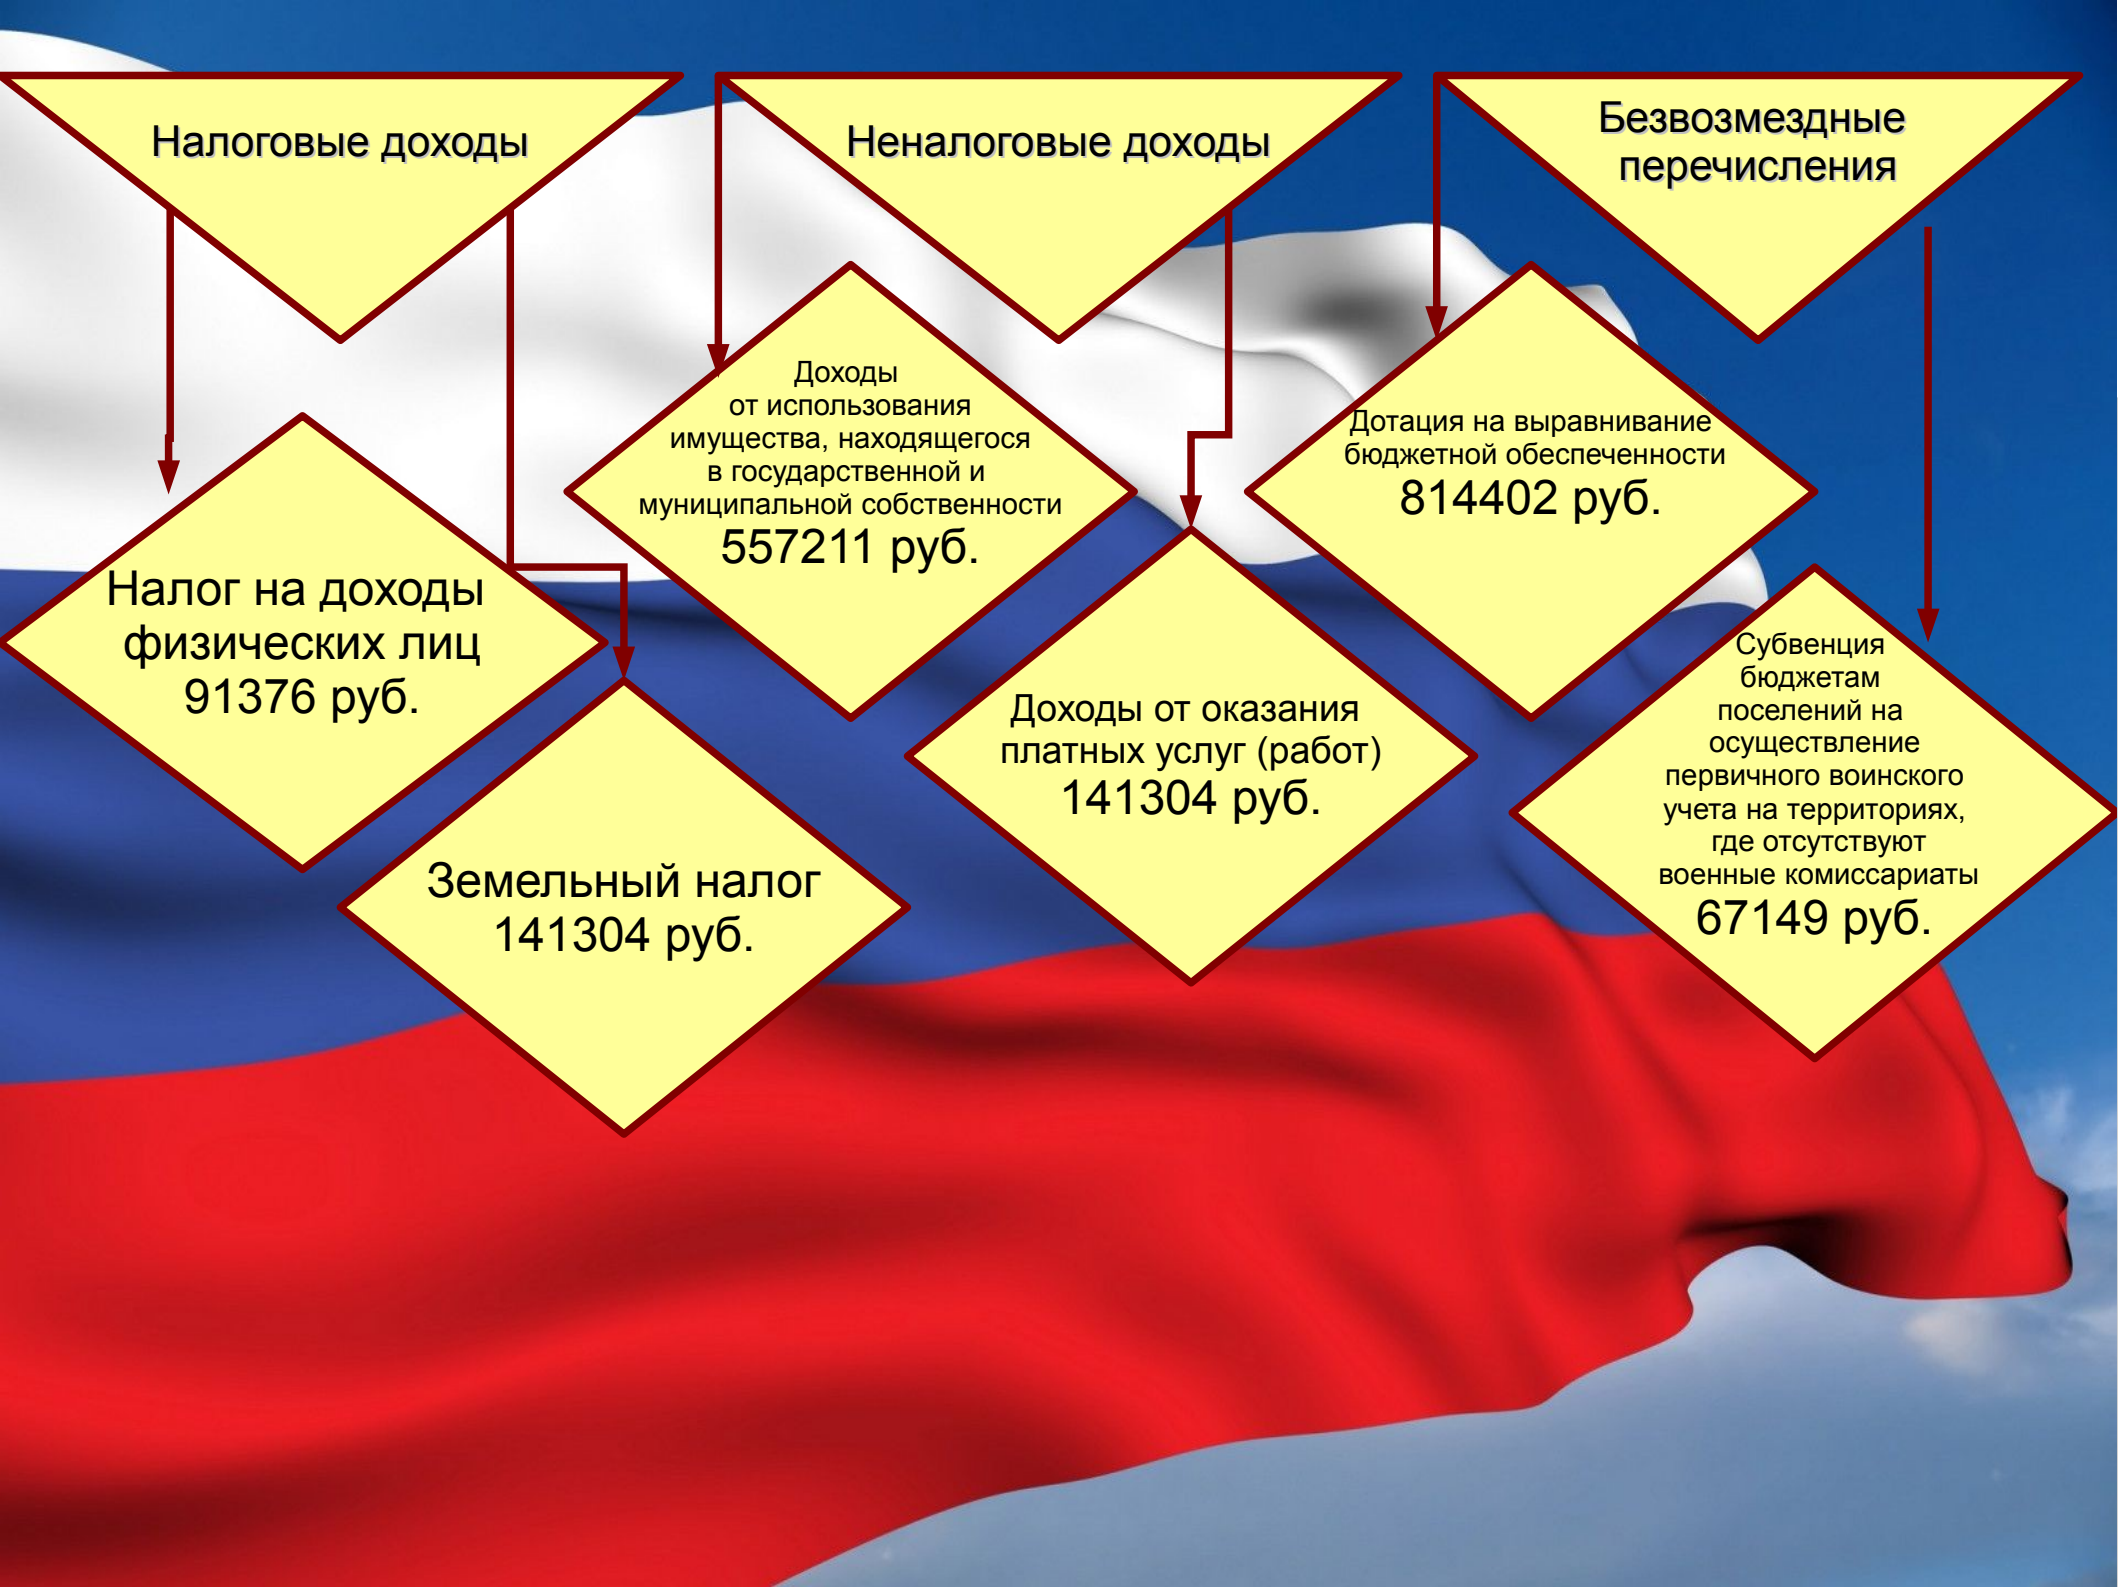 Налоговые доходы
Неналоговые доходы
Безвозмездные
перечисления
Налог на доходы
физических лиц
91376 руб.
Земельный налог
141304 руб.
Доходы
от использования
имущества, находящегося
в государственной и
муниципальной собственности
557211 руб.
Доходы от оказания
платных услуг (работ)
141304 руб.
Дотация на выравнивание
бюджетной обеспеченности
814402 руб.
Субвенция
бюджетам
поселений на
осуществление
первичного воинского
учета на территориях,
где отсутствуют
военные комиссариаты
67149 руб.